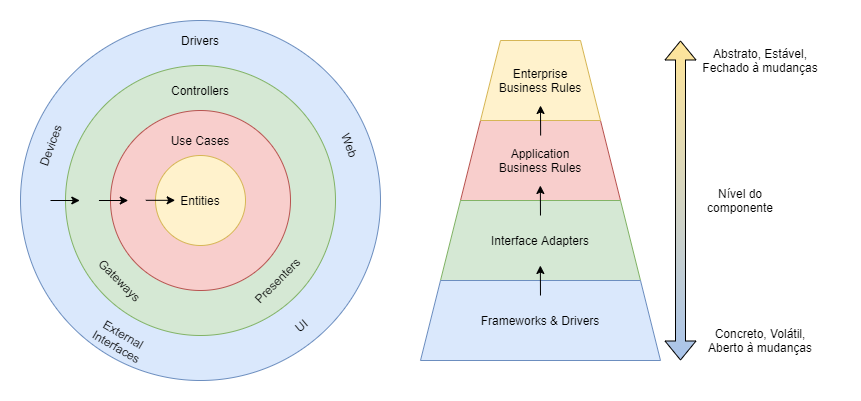 Drivers
Controllers
Use Cases
Entities
Devices
Web
Gateways
Presenters
External
Interfaces
UI
Enterprise
Business Rules
Application
Business Rules
Interface Adapters
Frameworks & Drivers
Abstrato, Estável,
Fechado à mudanças
Nível do
componente
Concreto, Volátil,
Aberto à mudanças